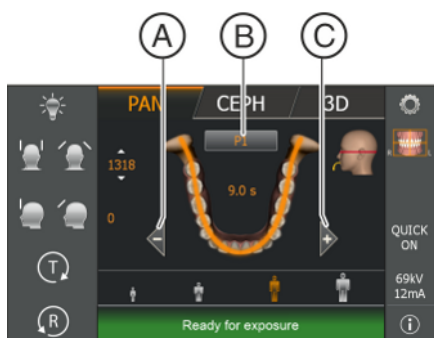 A
B
C
PAN
CEPH
3D
P1
1318
9.0 s
R
L
0
QUICK
ON
T
69kV
12mA
R
Ready for exposure
i